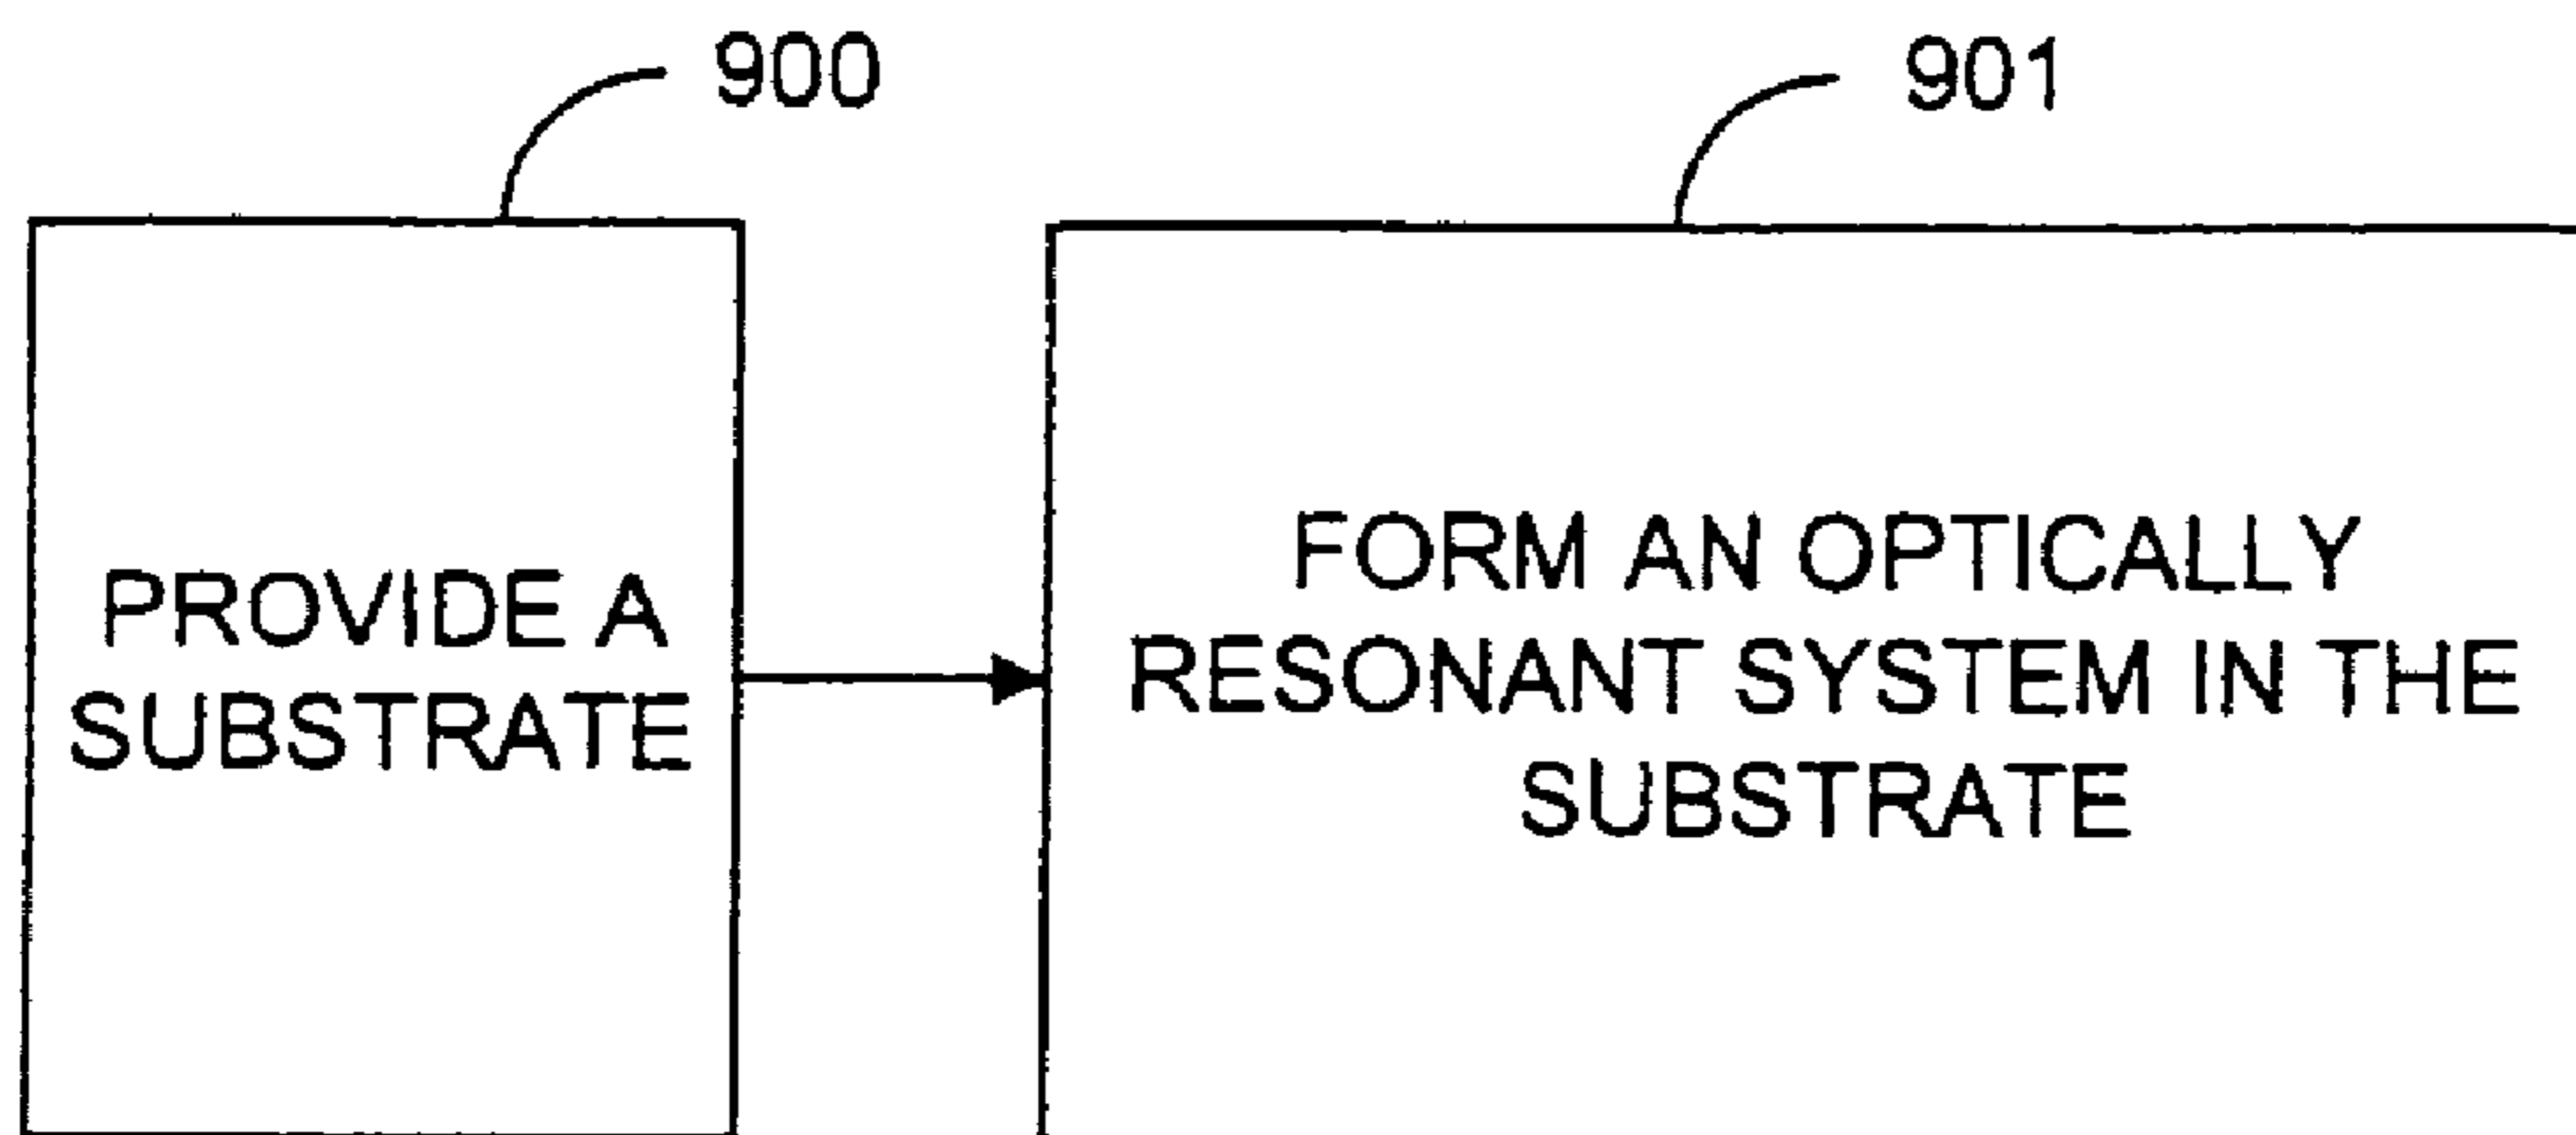 900
901
PROVIDE A
SUBSTRATE
FORM AN OPTICALLY
RESONANT SYSTEM IN THE
SUBSTRATE